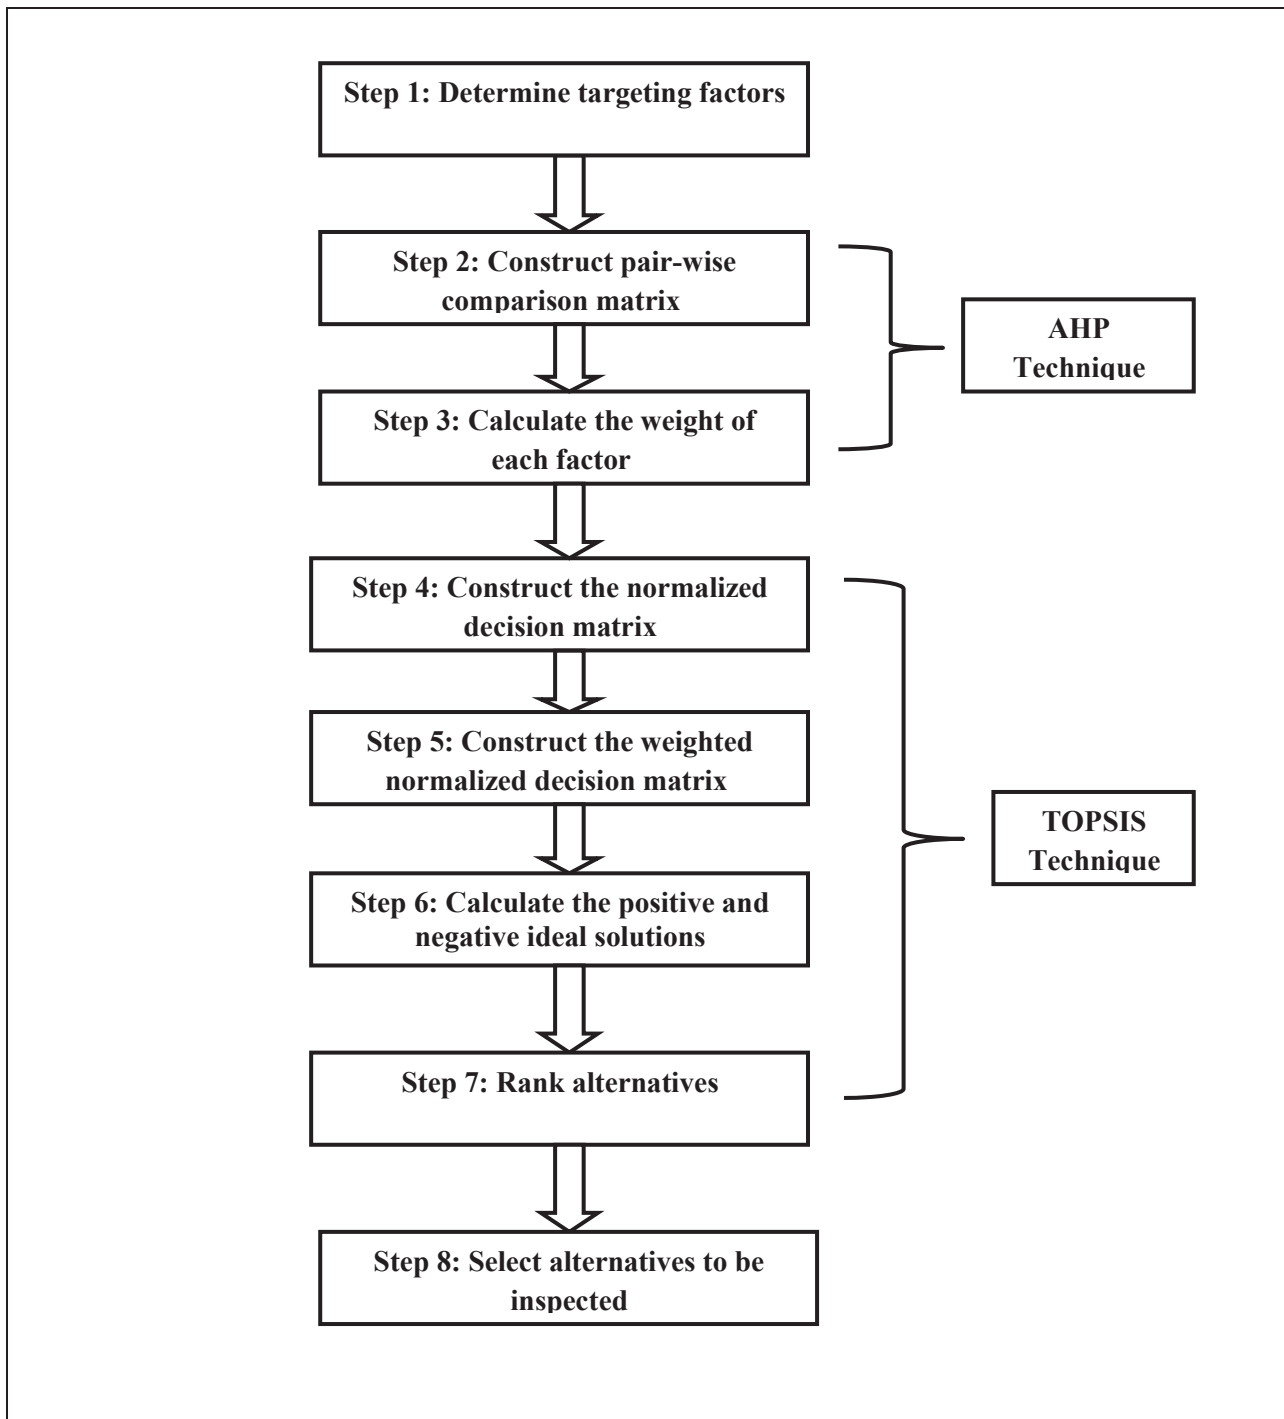 Step 1: Determine targeting factors
Step 2: Construct pair-wise
comparison matrix
AHP
Technique
Step 3: Calculate the weight of
each factor
Step 4: Construct the normalized
decision matrix
Step 5: Construct the weighted
normalized decision matrix
TOPSIS
Technique
Step 6: Calculate the positive and
negative ideal solutions
Step 7: Rank alternatives
Step 8: Select alternatives to be
inspected